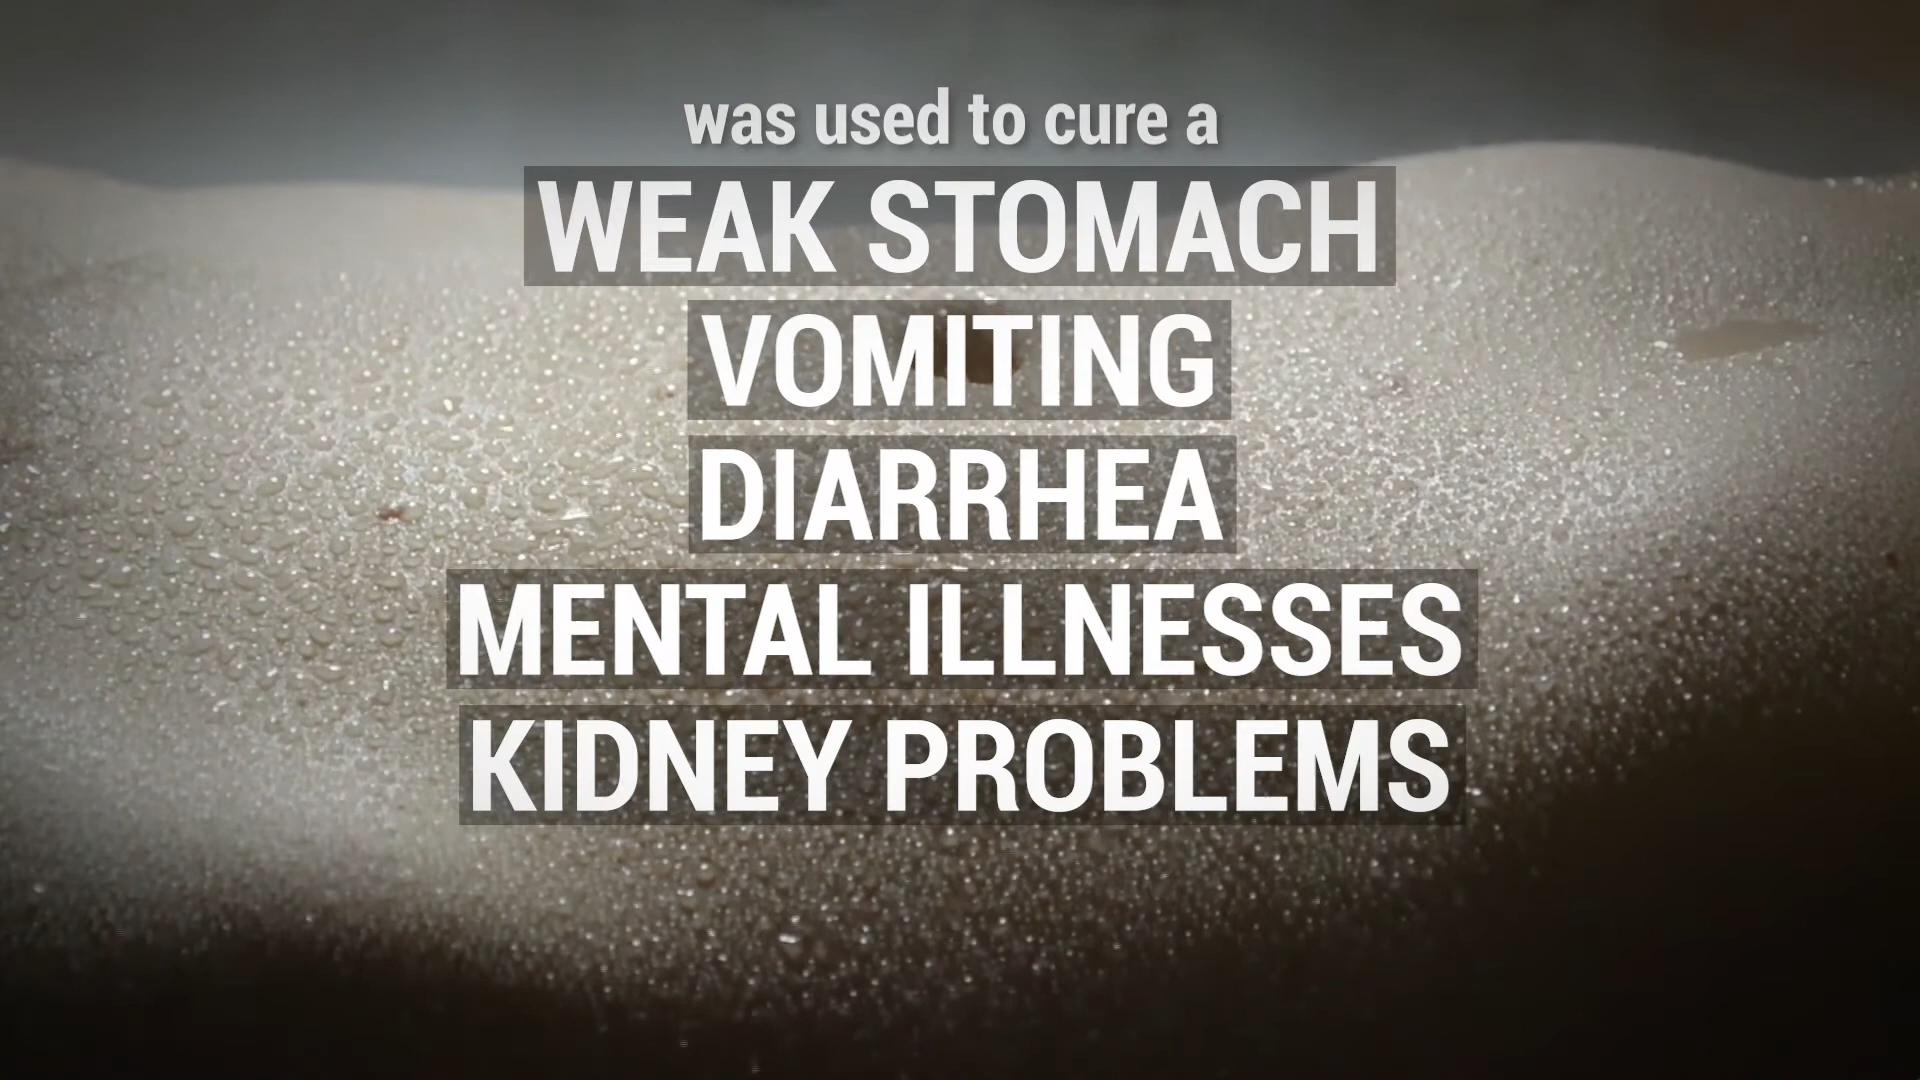 was used to cure a
WEAK STOMACH
VOMITING
DIARRHEA
MENTAL ILLNESSES
KIDNEY PROBLEMS